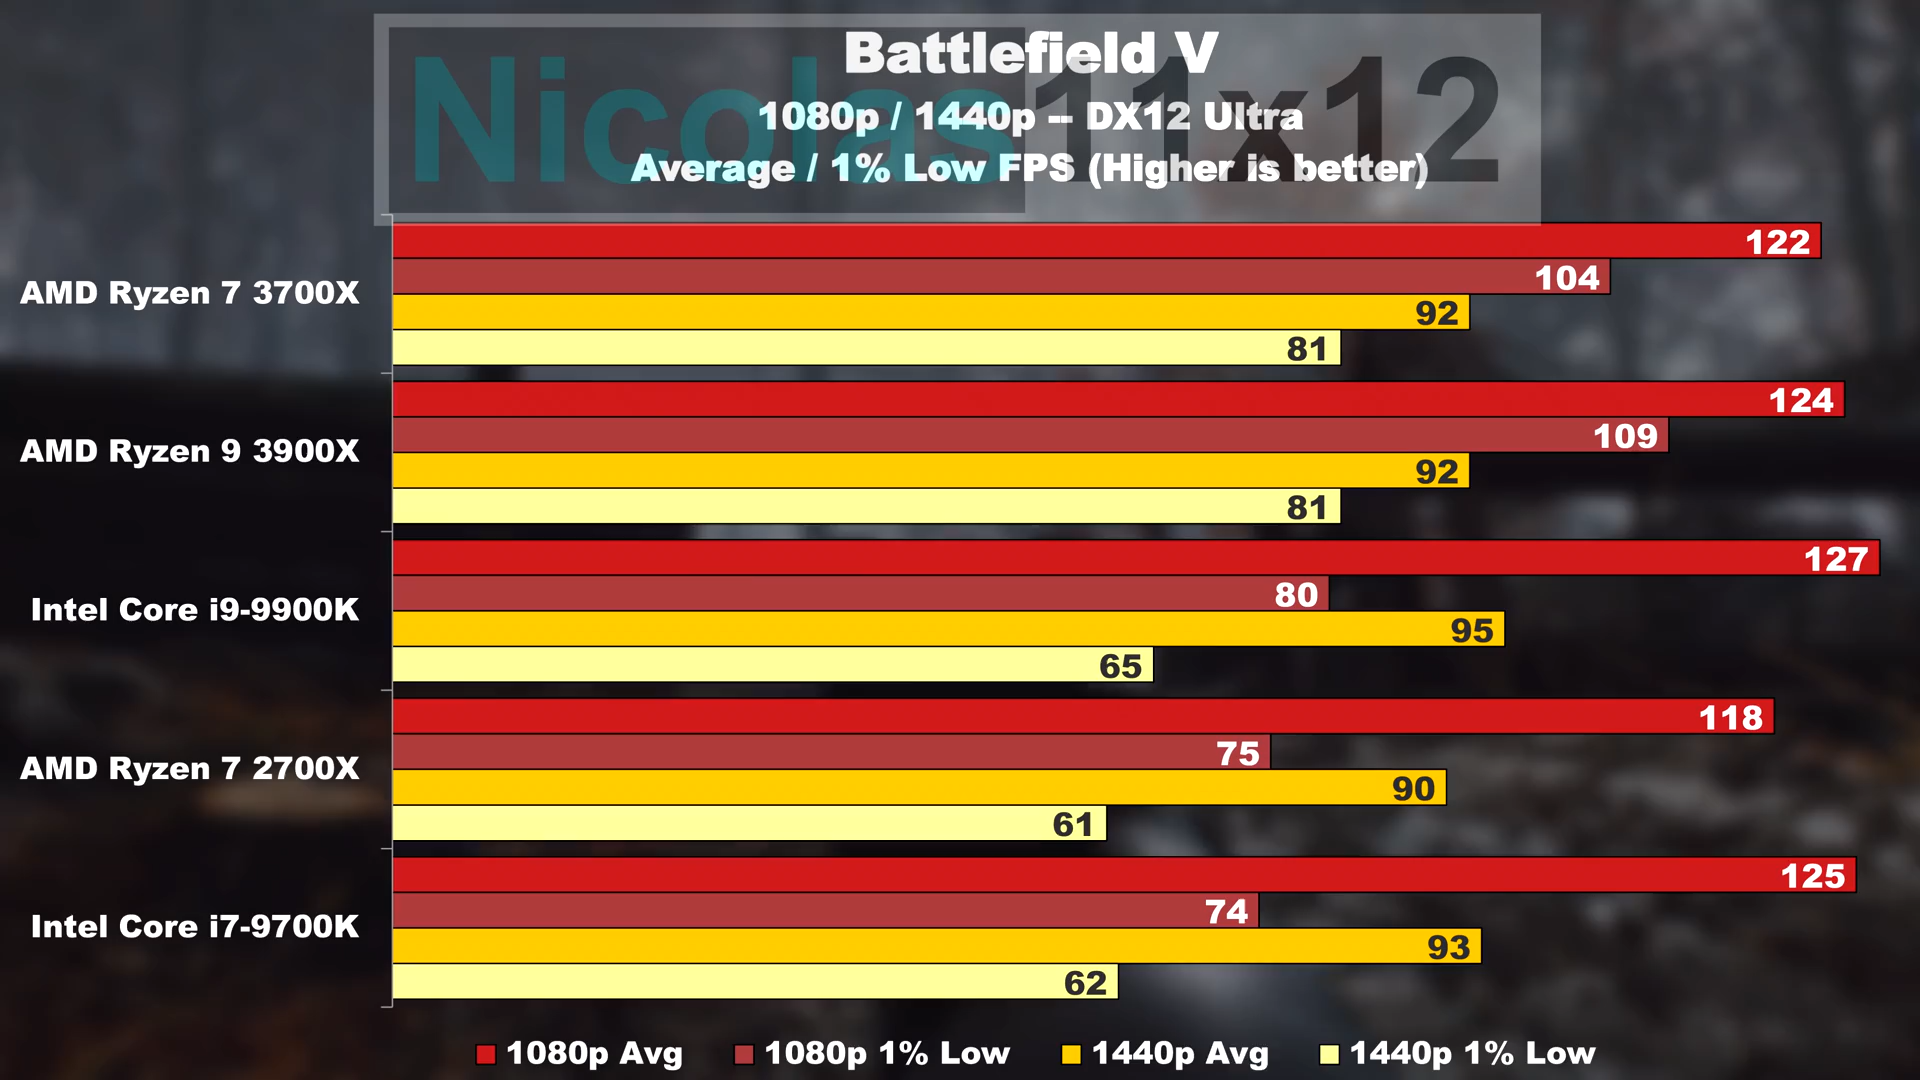 Nicolas11x12
Battlefield V
1080p / 1440p -- DX12 Ultra
Average / 1% Low FPS (Higher is better)
AMD Ryzen 7 3700X
122
104
92
81
AMD Ryzen 9 3900X
124
109
92
81
Intel Core i9-9900K
127
80
95
65
AMD Ryzen 7 2700X
118
75
90
61
Intel Core i7-9700K
125
74
93
62
1080p Avg 1080p 1% Low 1440p Avg 1440p 1% Low